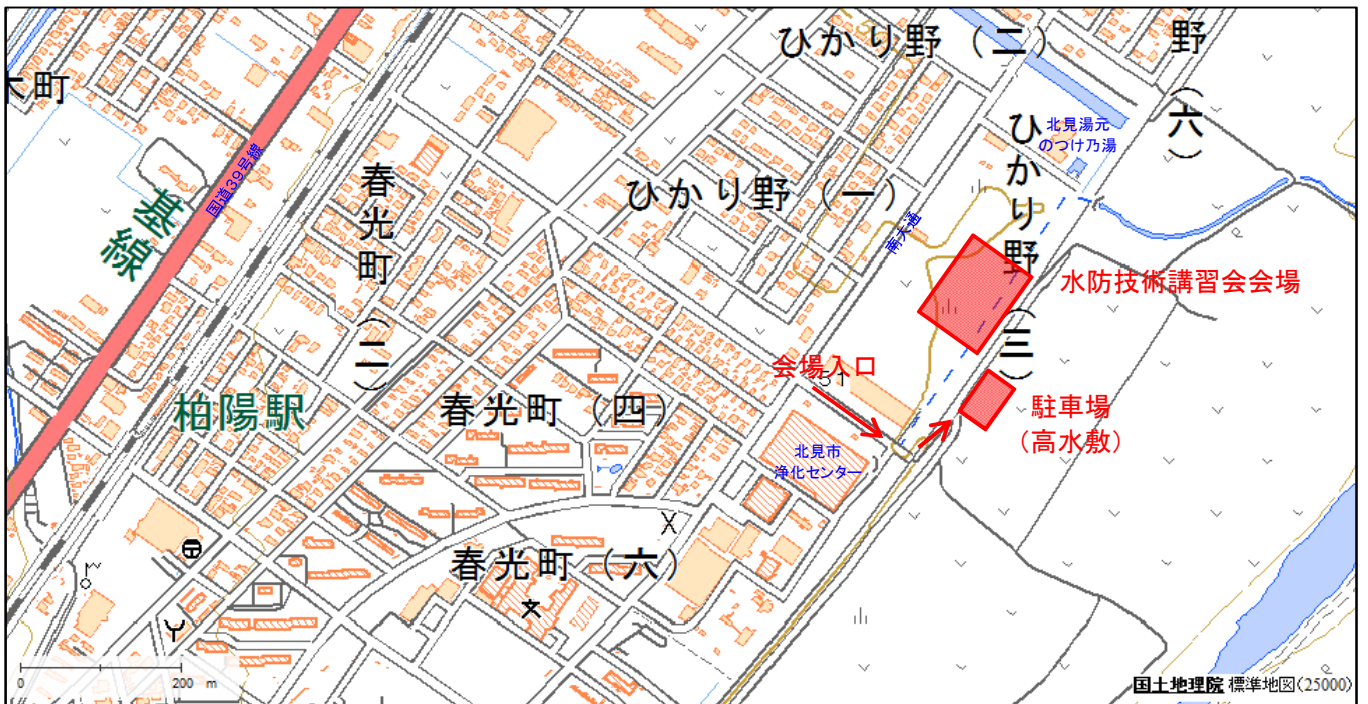 ひかり野（二）
野（六）
木町
北見湯元
のつけ乃湯
国道39号線
春光町（二）
ひかり野（一）
ひかり野（三）
基線
南大通
水防技術講習会会場
会場入口
51
柏陽駅
春光町（四）
駐車場
（高水敷）
北見市
浄化センター
春光町（六）
0
200 m
国土地理院 標準地図(25000)